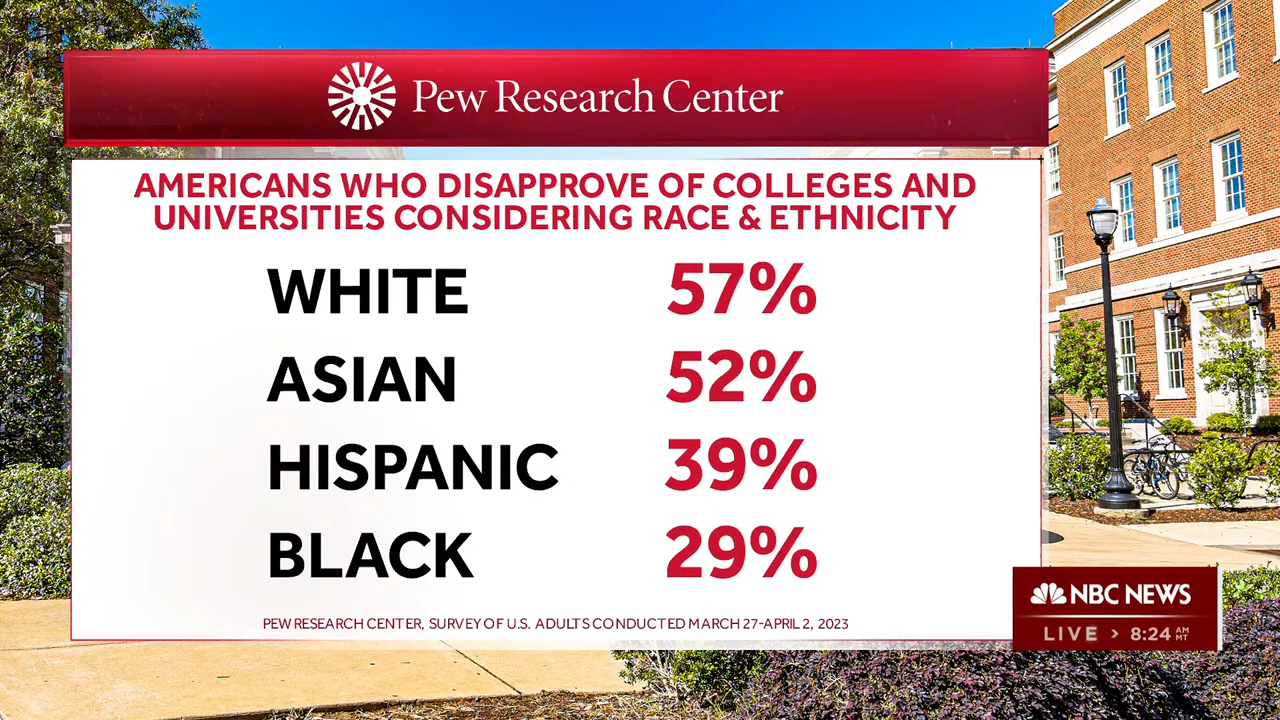 Pew Research Center
AMERICANS WHO DISAPPROVE OF COLLEGES AND
UNIVERSITIES CONSIDERING RACE & ETHNICITY
WHITE 57%
ASIAN 52%
HISPANIC 39%
BLACK 29%
PEW RESEARCH CENTER, SURVEY OF U.S. ADULTS CONDUCTED MARCH 27-APRIL 2, 2023
NBC NEWS
LIVE > 8:24 AM MT